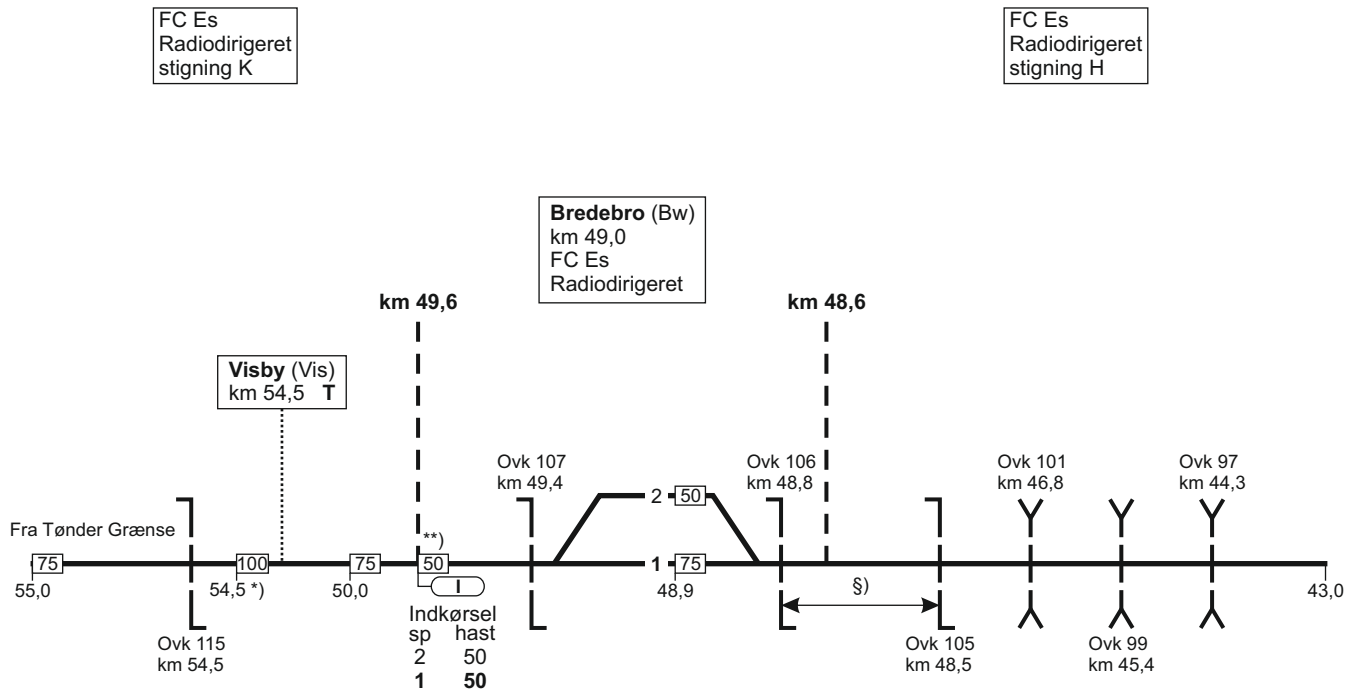 FC Es
Radiodirigeret
stigning K
FC Es
Radiodirigeret
stigning H
Bredebro (Bw)
km 49,0
FC Es
Radiodirigeret
km 49,6
km 48,6
Visby (Vis)
km 54,5 T
Ovk 107
km 49,4
Ovk 106
km 48,8
Ovk 101
km 46,8
Ovk 97
km 44,3
2 50
Fra Tønder Grænse
**)
75 100 75 50 1 75
55,0 54,5 *) 50,0 48,9 43,0
I
§)
Indkørsel
sp hast
2 50
1 50
Ovk 115
km 54,5
Ovk 105
km 48,5
Ovk 99
km 45,4